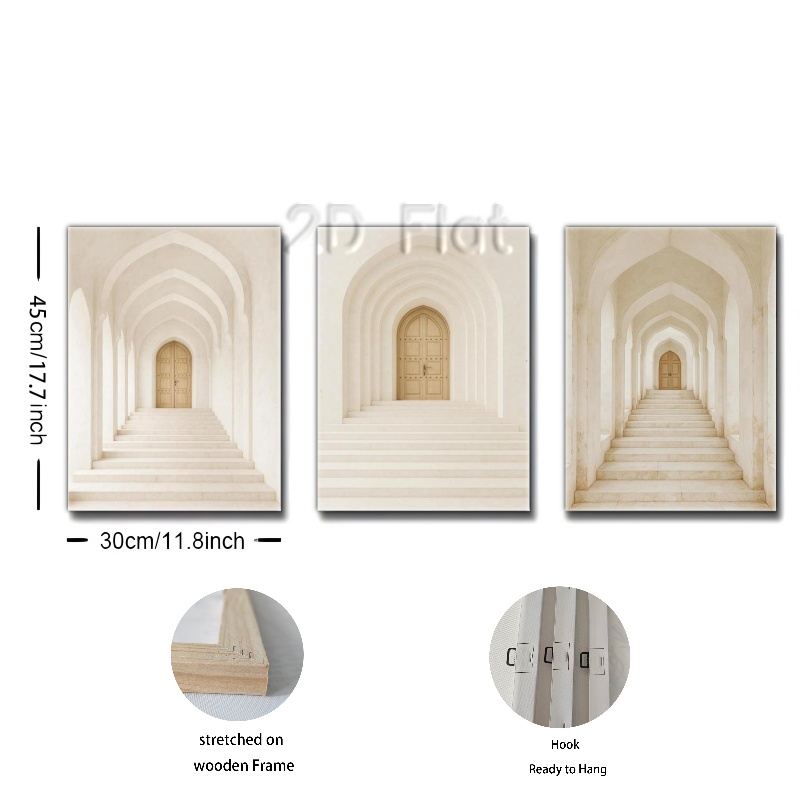 2D Flat
45cm/17.7inch
30cm/11.8inch
stretched on
wooden Frame
Hook
Ready to Hang